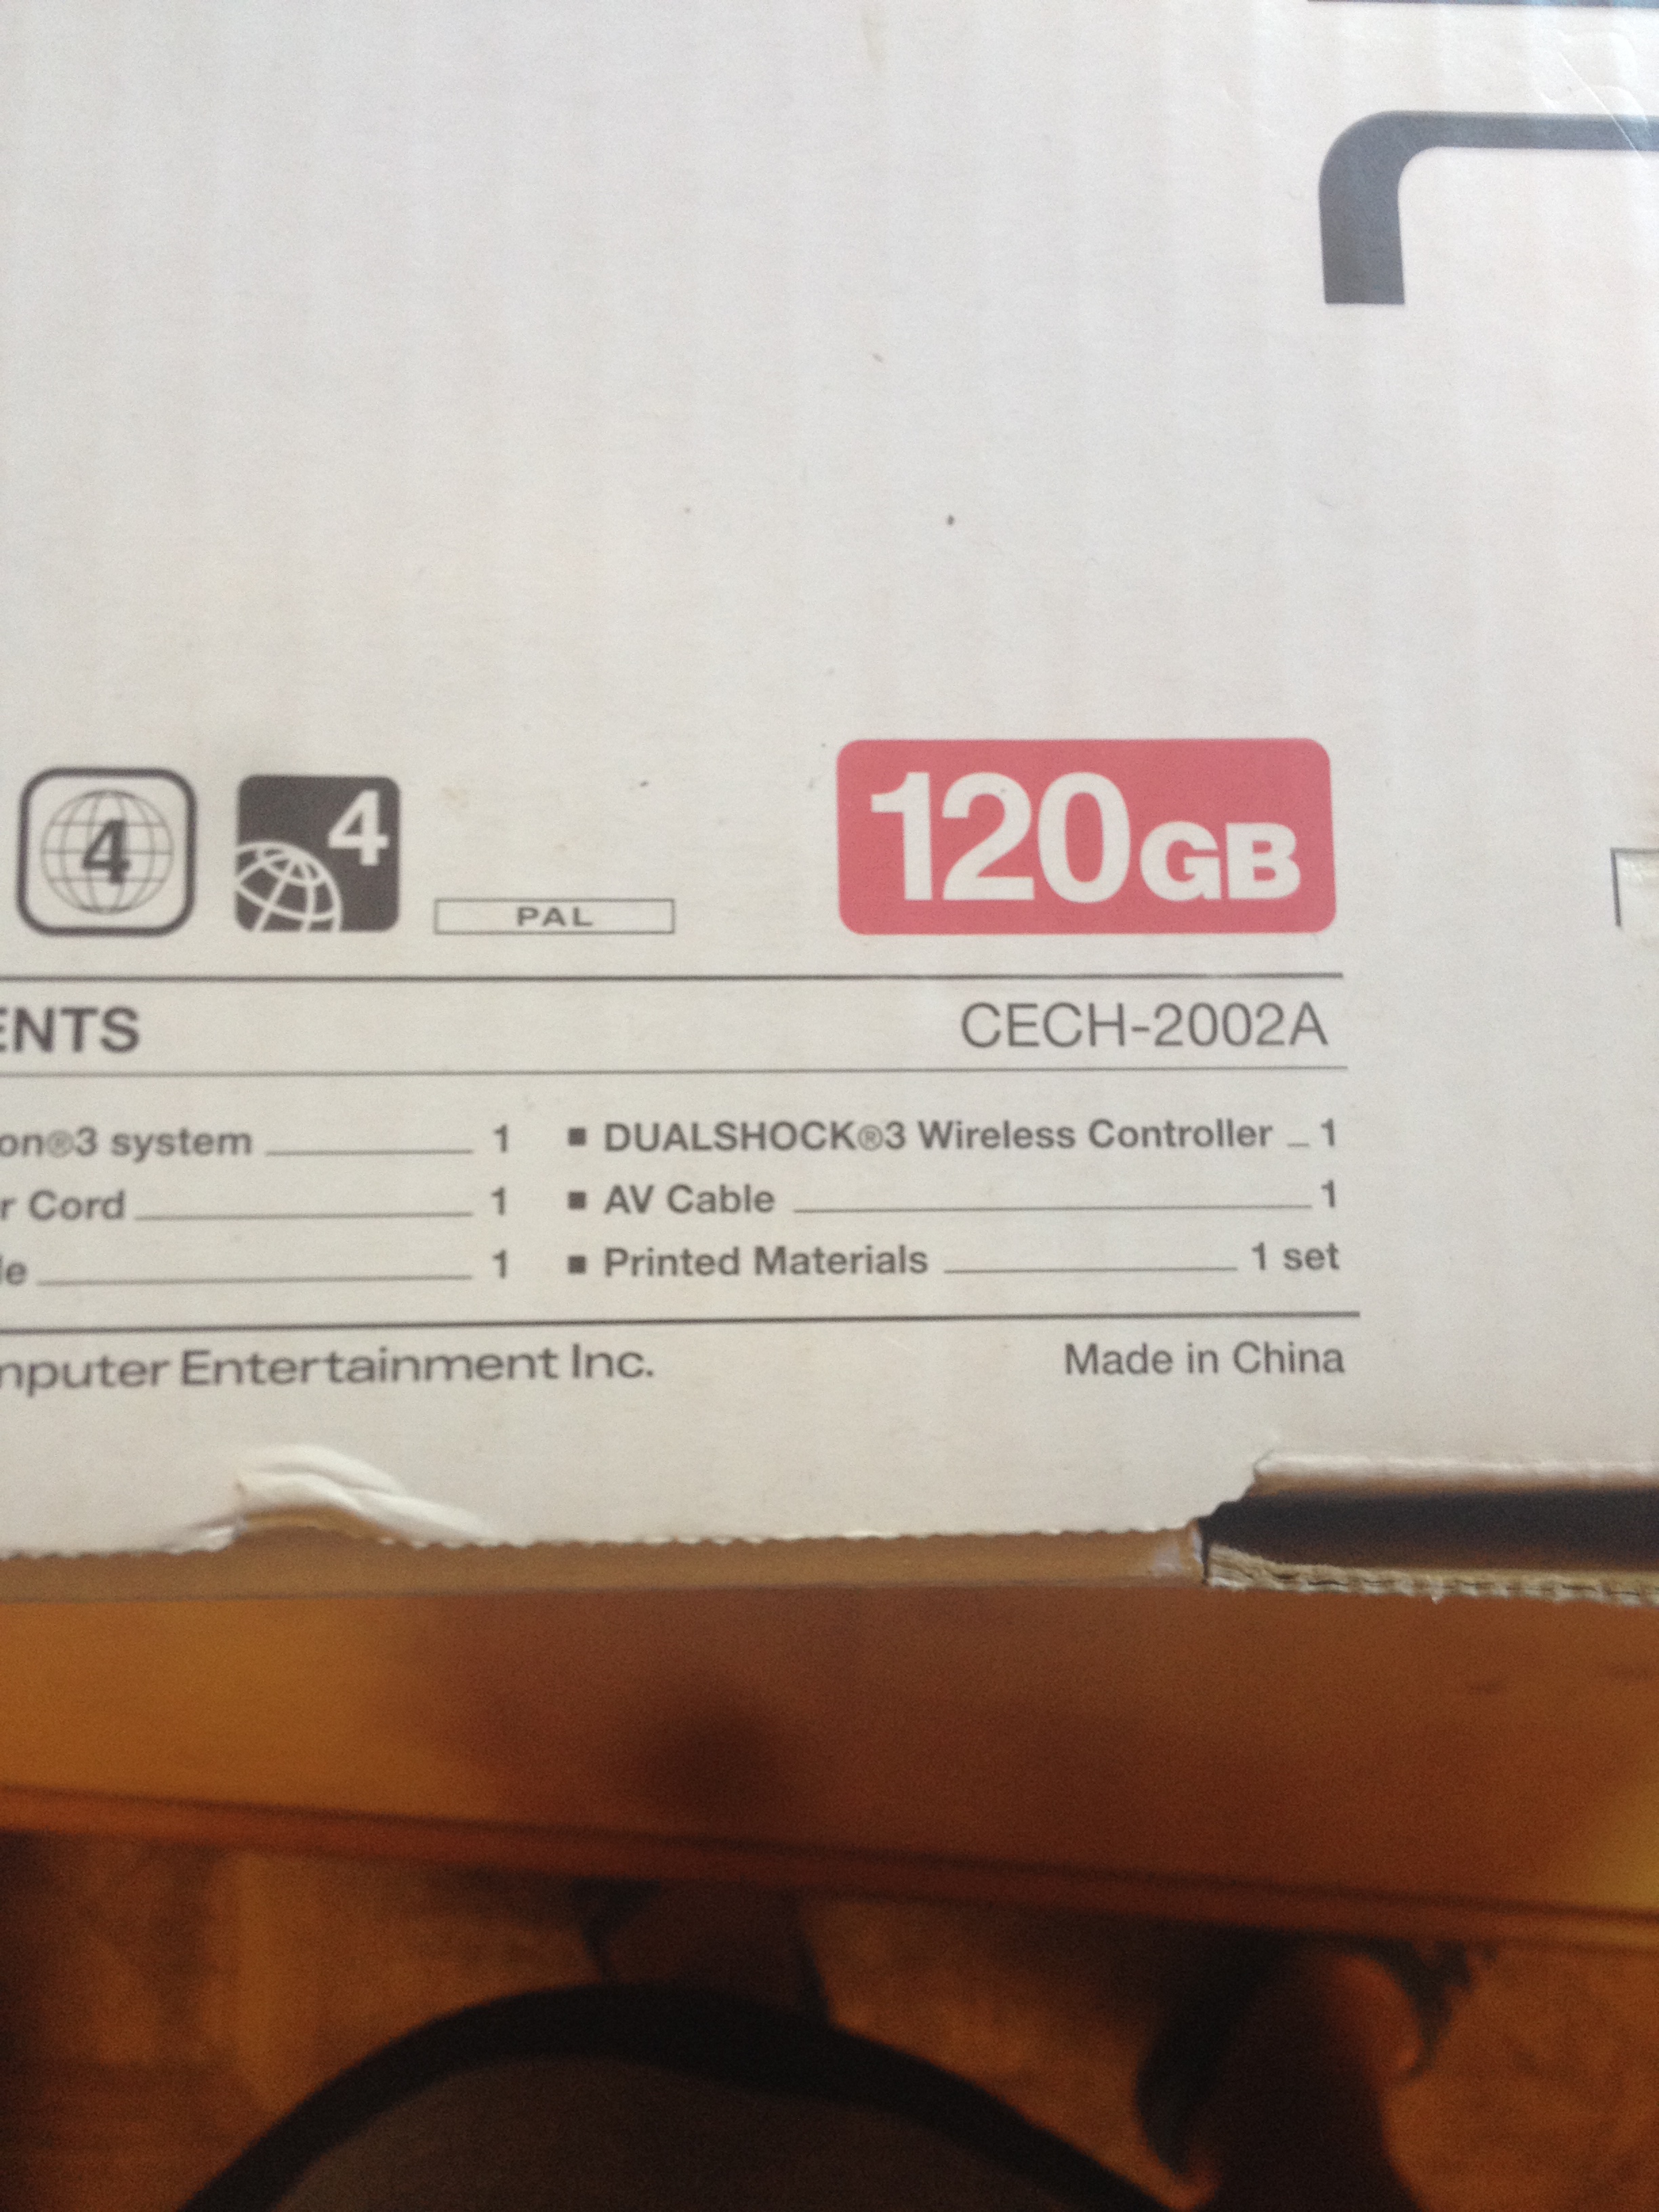 4
4
PAL
120GB
ENTS
CECH-2002A
on®3 system 1
■ DUALSHOCK®3 Wireless Controller 1
r Cord 1
■ AV Cable 1
le 1
■ Printed Materials 1 set
mputer Entertainment Inc.
Made in China